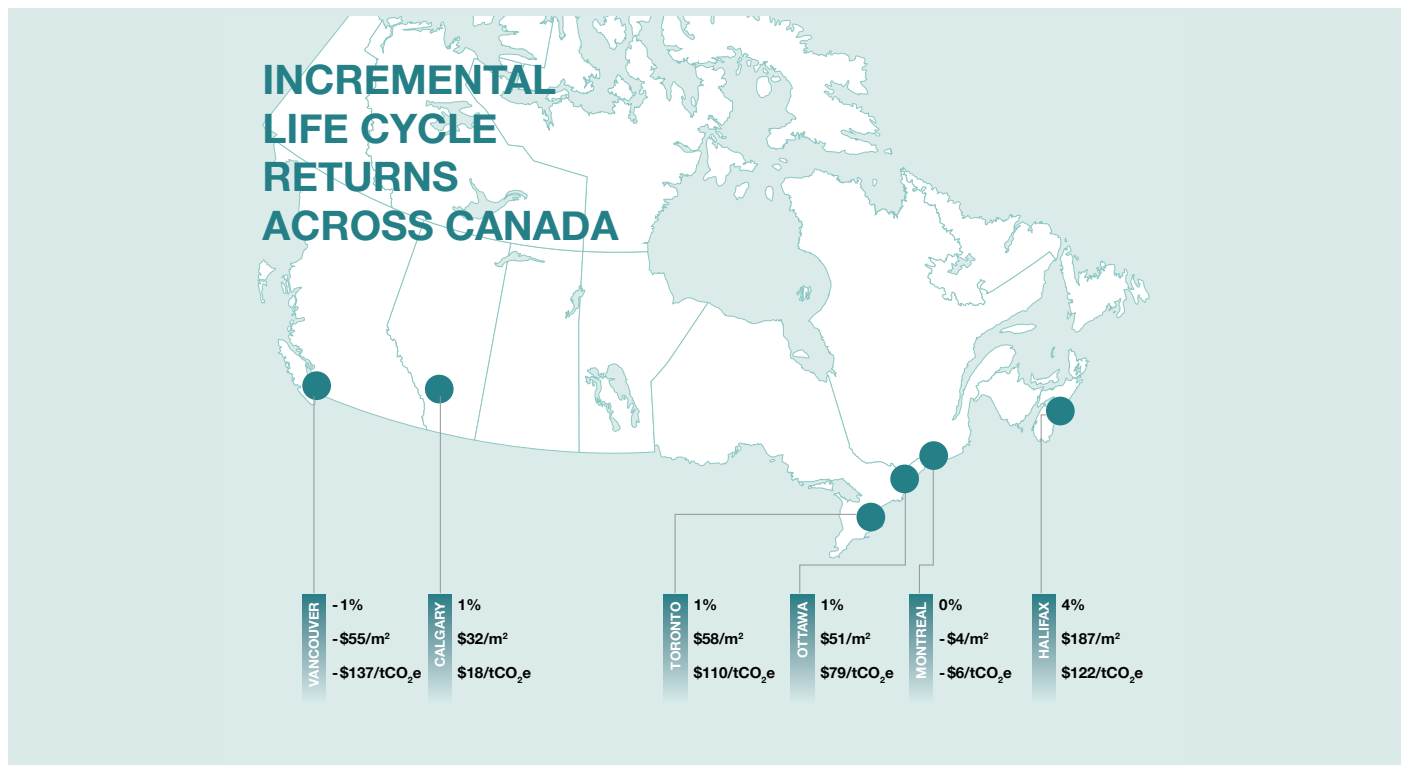 INCREMENTAL
LIFE CYCLE
RETURNS
ACROSS CANADA
VANCOUVER
-1%
-$55/m²
-$137/tCO₂e
CALGARY
1%
$32/m²
$18/tCO₂e
TORONTO
1%
$58/m²
$110/tCO₂e
OTTAWA
1%
$51/m²
$79/tCO₂e
MONTREAL
0%
-$4/m²
-$6/tCO₂e
HALIFAX
4%
$187/m²
$122/tCO₂e